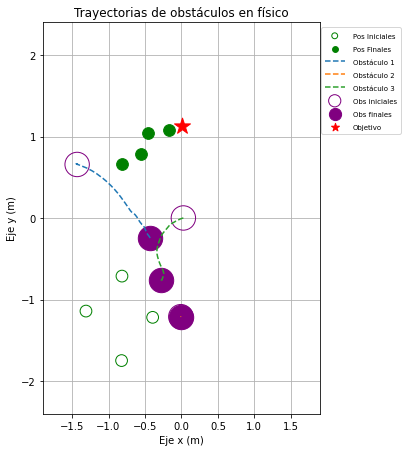 Trayectorias de obstáculos en físico
Pos Iniciales
Pos Finales
Obstáculo 1
Obstáculo 2
Obstáculo 3
Obs iniciales
Obs finales
Objetivo
Eje y (m)
2
1
0
−1
−2
−1.5 −1.0 −0.5 0.0 0.5 1.0 1.5
Eje x (m)